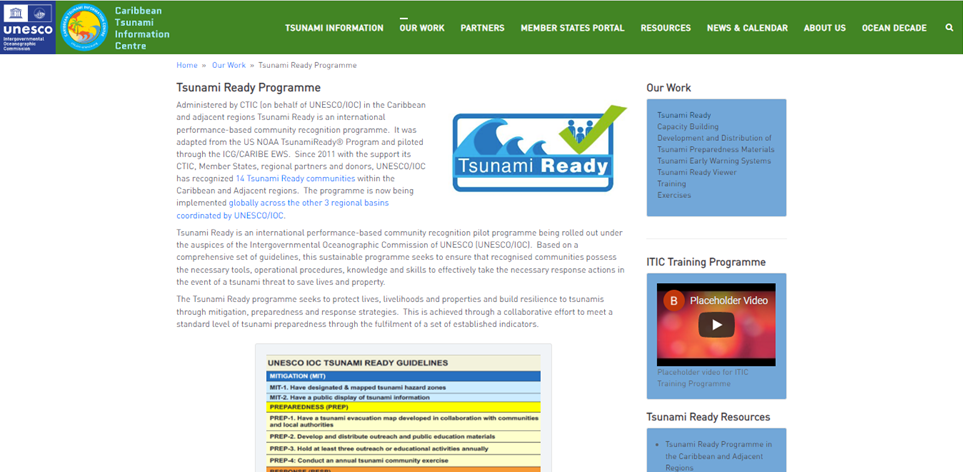 unesco
Intergovernmental
Oceanographic
Commission
Caribbean
Tsunami
Information
Centre
TSUNAMI INFORMATION
OUR WORK
PARTNERS
MEMBER STATES PORTAL
RESOURCES
NEWS & CALENDAR
ABOUT US
OCEAN DECADE
Home » Our Work » Tsunami Ready Programme
Tsunami Ready Programme
Administered by CTIC (on behalf of UNESCO/IOC) in the Caribbean
and adjacent regions Tsunami Ready is an international
performance-based community recognition programme. It was
adapted from the US NOAA TsunamiReady® Program and piloted
through the ICG/CARIBE EWS. Since 2011 with the support its
CTIC, Member States, regional partners and donors, UNESCO/IOC
has recognized 14 Tsunami Ready communities within the
Caribbean and Adjacent regions. The programme is now being
implemented globally across the other 3 regional basins
coordinated by UNESCO/IOC.
Tsunami Ready
Tsunami Ready is an international performance-based community recognition pilot programme being rolled out under
the auspices of the Intergovernmental Oceanographic Commission of UNESCO (UNESCO/IOC). Based on a
comprehensive set of guidelines, this sustainable programme seeks to ensure that recognised communities possess
the necessary tools, operational procedures, knowledge and skills to effectively take the necessary response actions in
the event of a tsunami threat to save lives and property.
The Tsunami Ready programme seeks to protect lives, livelihoods and properties and build resilience to tsunamis
through mitigation, preparedness and response strategies. This is achieved through a collaborative effort to meet a
standard level of tsunami preparedness through the fulfilment of a set of established indicators.
UNESCO IOC TSUNAMI READY GUIDELINES
MITIGATION (MIT)
MIT-1. Have designated & mapped tsunami hazard zones
MIT-2. Have a public display of tsunami information
PREPAREDNESS (PREP)
PREP-1. Have a tsunami evacuation map developed in collaboration with communities
and local authorities
PREP-2. Develop and distribute outreach and public education materials
PREP-3. Hold at least three outreach or educational activities annually
PREP-4: Conduct an annual tsunami community exercise
RESPONSE (RESP)
Our Work
Tsunami Ready
Capacity Building
Development and Distribution of
Tsunami Preparedness Materials
Tsunami Early Warning Systems
Tsunami Ready Viewer
Training
Exercises
ITIC Training Programme
B Placeholder Video
Placeholder video for ITIC
Training Programme
Tsunami Ready Resources
Tsunami Ready Programme in
the Caribbean and Adjacent
Regions